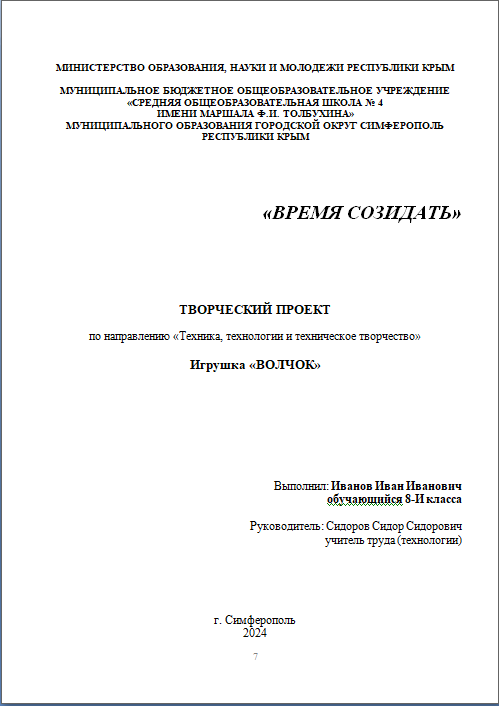 МИНИСТЕРСТВО ОБРАЗОВАНИЯ, НАУКИ И МОЛОДЕЖИ РЕСПУБЛИКИ КРЫМ
МУНИЦИПАЛЬНОЕ БЮДЖЕТНОЕ ОБЩЕОБРАЗОВАТЕЛЬНОЕ УЧРЕЖДЕНИЕ
«СРЕДНЯЯ ОБЩЕОБРАЗОВАТЕЛЬНАЯ ШКОЛА № 4
ИМЕНИ МАРШАЛА Ф.И. ТОЛБУХИНА»
МУНИЦИПАЛЬНОГО ОБРАЗОВАНИЯ ГОРОДСКОЙ ОКРУГ СИМФЕРОПОЛЬ
РЕСПУБЛИКИ КРЫМ
«ВРЕМЯ СОЗИДАТЬ»
ТВОРЧЕСКИЙ ПРОЕКТ
по направлению «Техника, технологии и техническое творчество»
Игрушка «ВОЛЧОК»
Выполнил: Иванов Иван Иванович
обучающийся 8-И класса
Руководитель: Сидоров Сидор Сидорович
учитель труда (технологии)
г. Симферополь
2024
7